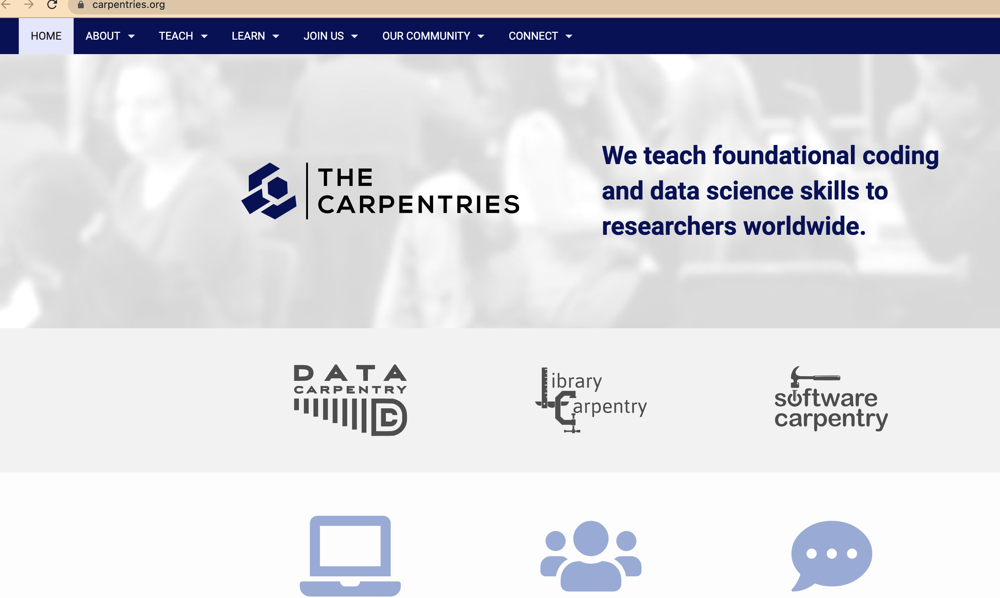 carpentries.org
HOME ABOUT TEACH LEARN JOIN US OUR COMMUNITY CONNECT
THE
CARPENTRIES
We teach foundational coding
and data science skills to
researchers worldwide.
DATA
CARPENTRY
DC
Library
Carpentry
software
carpentry